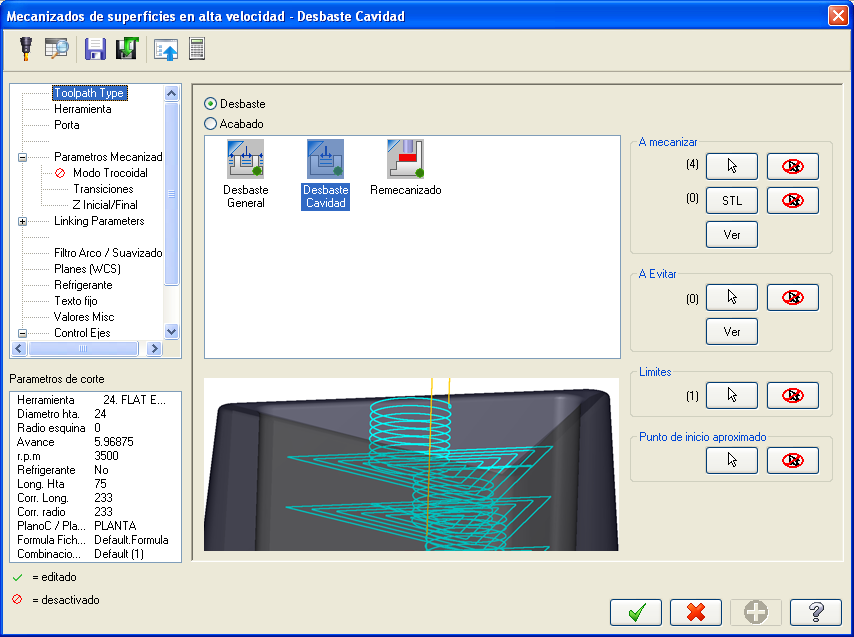 Mecanizados de superficies en alta velocidad - Desbaste Cavidad
Toolpath Type
Herramienta
Porta
Parametros Mecanizad
Modo Trocoidal
Transiciones
Z Inicial/Final
Linking Parameters
Filtro Arco / Suavizado
Planes (WCS)
Refrigerante
Texto fijo
Valores Misc
Control Ejes
Parametros de corte
Herramienta 24. FLAT E...
Diametro hta. 24
Radio esquina 0
Avance 5.96875
r.p.m 3500
Refrigerante No
Long. Hta 75
Corr. Long. 233
Corr. radio 233
PlanoC / Pla... PLANTA
Formula Fich... Default.Formula
Combinacio... Default (1)
= editado
= desactivado
Desbaste
Acabado
Desbaste General
Desbaste Cavidad
Remecanizado
A mecanizar
(4)
(0) STL
Ver
A Evitar
(0)
Ver
Limites
(1)
Punto de inicio aproximado